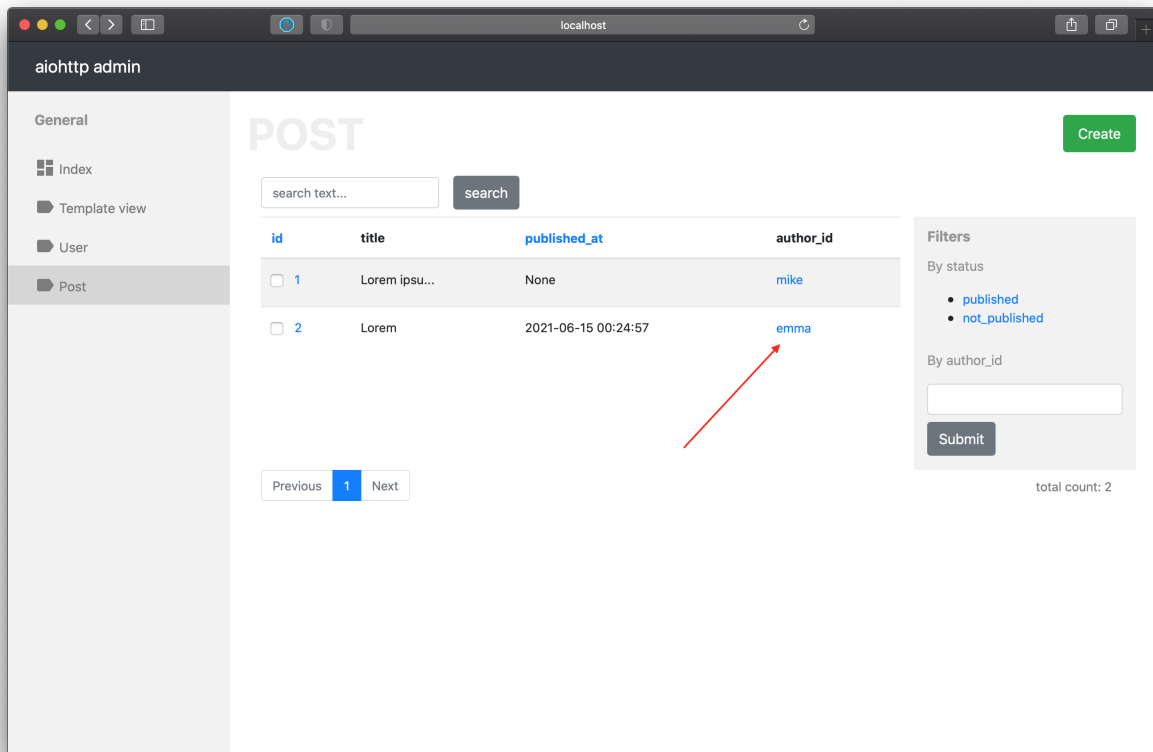 localhost
aiohttp admin
General
Index
Template view
User
Post
POST
Create
search text...
search
id title published_at author_id
1 Lorem ipsu... None mike
2 Lorem 2021-06-15 00:24:57 emma
Filters
By status
published
not_published
By author_id
Submit
Previous 1 Next
total count: 2